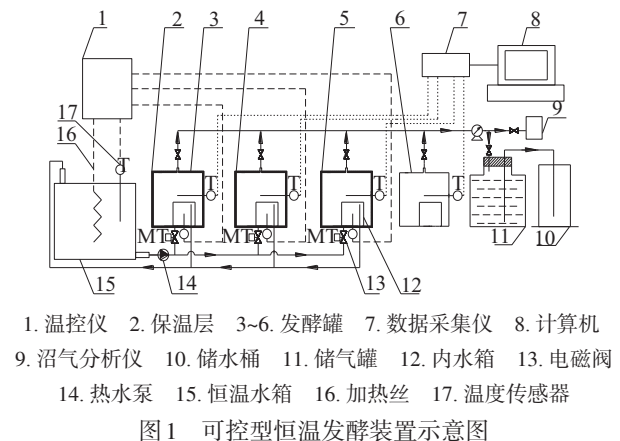 1 2 3 4 5 6 7 8
17
16
9
T
T T T T
MT MT MT
15 14 13 12 11 10
1. 温控仪 2. 保温层 3~6. 发酵罐 7. 数据采集仪 8. 计算机
9. 沼气分析仪 10. 储水桶 11. 储气罐 12. 内水箱 13. 电磁阀
14. 热水泵 15. 恒温水箱 16. 加热丝 17. 温度传感器
图1 可控型恒温发酵装置示意图